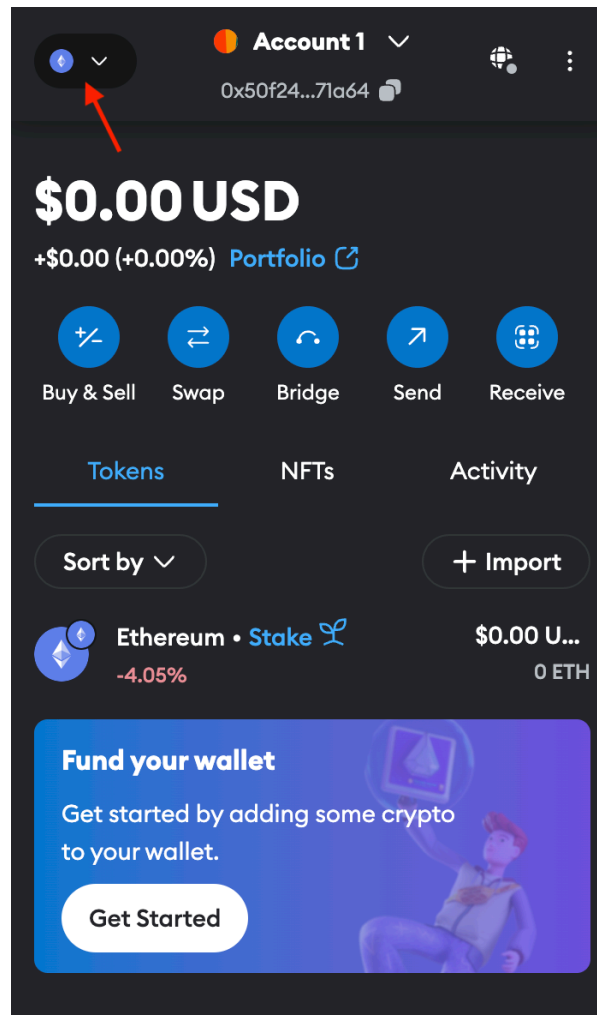 Account 1
0x50f24...71a64
$0.00 USD
+$0.00 (+0.00%) Portfolio
Buy & Sell Swap Bridge Send Receive
Tokens NFTs Activity
Sort by + Import
Ethereum • Stake $0.00 U...
-4.05% 0 ETH
Fund your wallet
Get started by adding some crypto
to your wallet.
Get Started